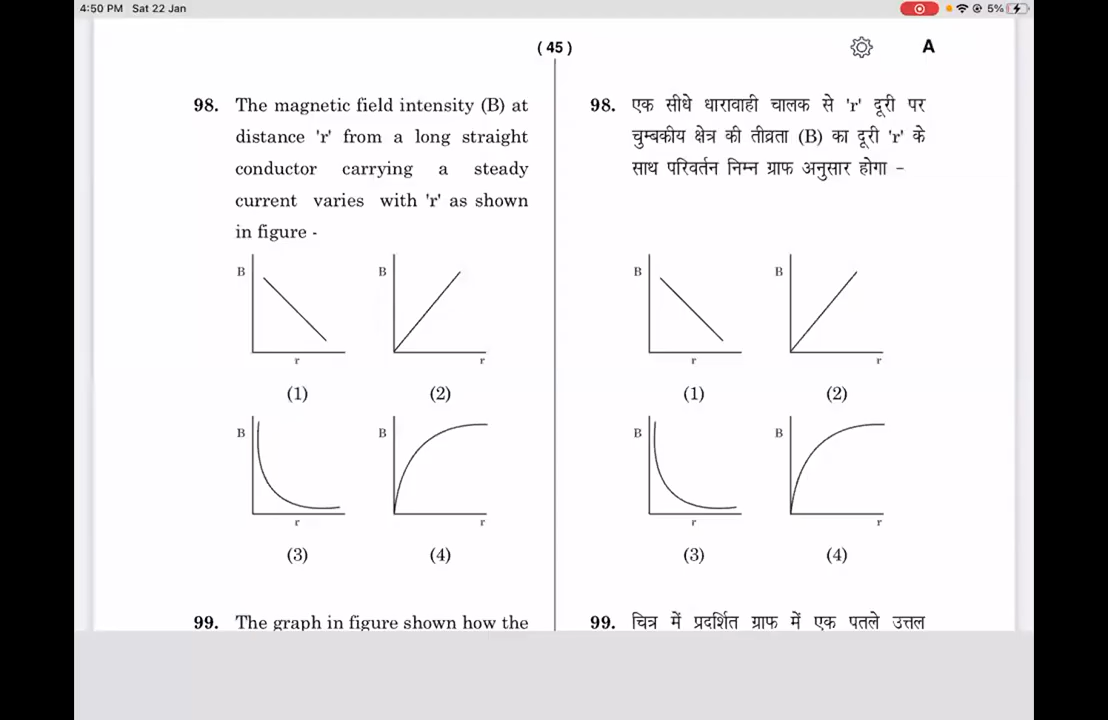 4:50 PM Sat 22 Jan
5%
( 45 )
A
98. The magnetic field intensity (B) at
distance 'r' from a long straight
conductor carrying a steady
current varies with 'r' as shown
in figure -
B
r
(1)
B
r
(2)
B
r
(3)
B
r
(4)
99. The graph in figure shown how the
98. एक सीधे धारावाही चालक से 'r' दूरी पर
चुम्बकीय क्षेत्र की तीव्रता (B) का दूरी 'r' के
साथ परिवर्तन निम्न ग्राफ अनुसार होगा -
B
r
(1)
B
r
(2)
B
r
(3)
B
r
(4)
99. चित्र में प्रदर्शित ग्राफ में एक पतले उत्तल